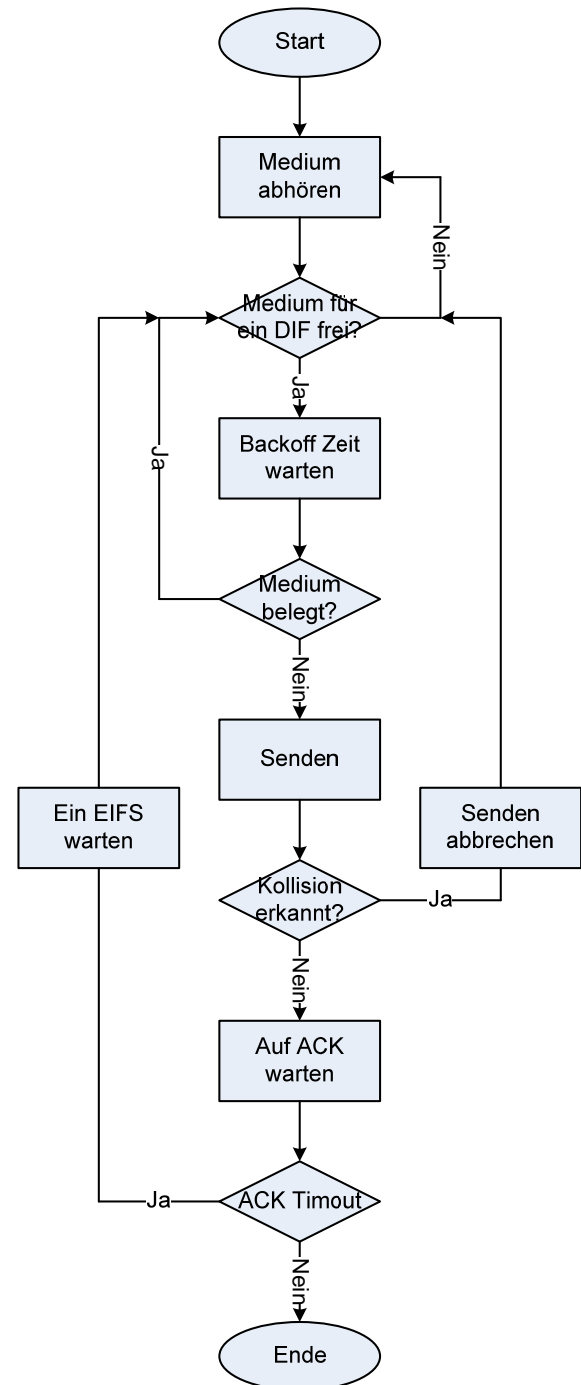 Start
Medium
abhören
Nein
Medium für
ein DIF frei?
Ja
Backoff Zeit
warten
Ja
Medium
belegt?
Nein
Senden
Ein EIFS
warten
Senden
abbrechen
Kollision
erkannt?
Ja
Nein
Auf ACK
warten
ACK Timout
Ja
Nein
Ende